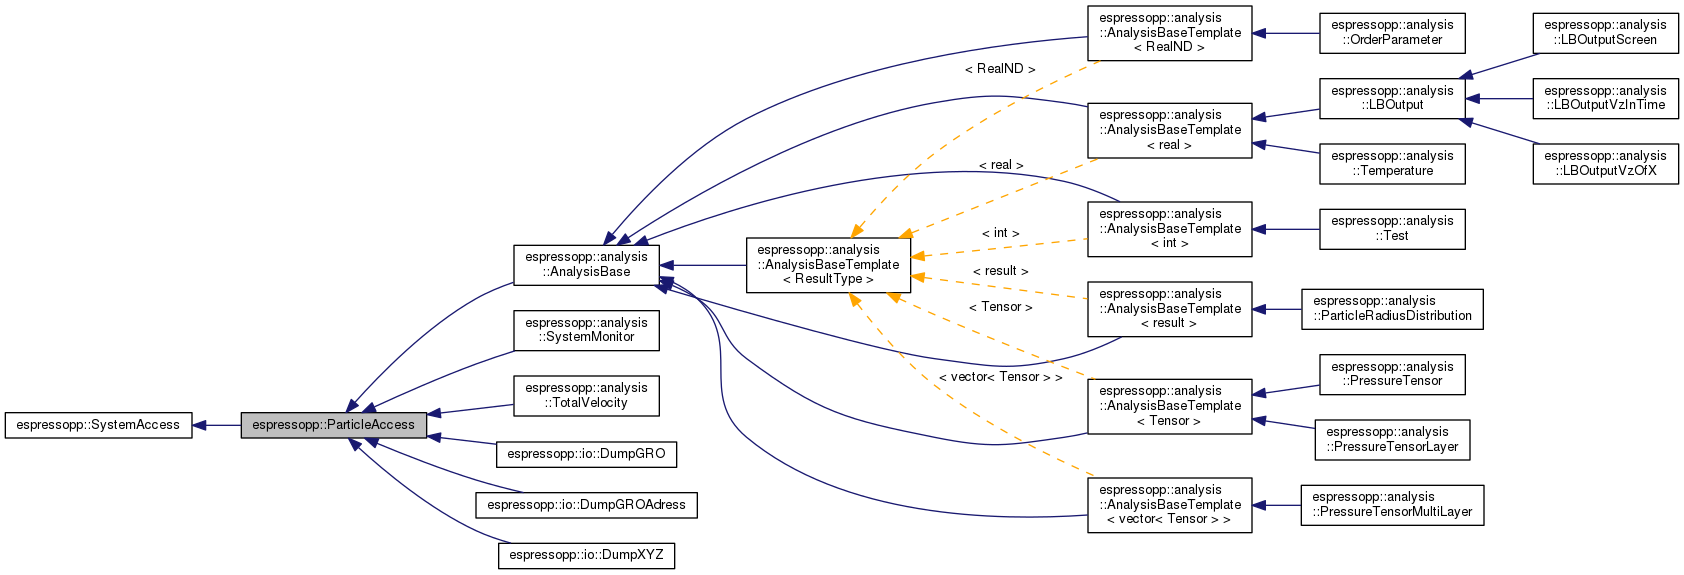 espressopp::SystemAccess
espressopp::ParticleAccess
espressopp::analysis
::AnalysisBase
espressopp::analysis
::SystemMonitor
espressopp::analysis
::TotalVelocity
espressopp::io::DumpGRO
espressopp::io::DumpGROAdress
espressopp::io::DumpXYZ
espressopp::analysis
::AnalysisBaseTemplate
< ResultType >
< RealND >
< real >
< int >
< result >
< Tensor >
< vector< Tensor > >
espressopp::analysis
::AnalysisBaseTemplate
< RealND >
espressopp::analysis
::AnalysisBaseTemplate
< real >
espressopp::analysis
::AnalysisBaseTemplate
< int >
espressopp::analysis
::AnalysisBaseTemplate
< result >
espressopp::analysis
::AnalysisBaseTemplate
< Tensor >
espressopp::analysis
::AnalysisBaseTemplate
< vector< Tensor > >
espressopp::analysis
::OrderParameter
espressopp::analysis
::LBOutput
espressopp::analysis
::Temperature
espressopp::analysis
::Test
espressopp::analysis
::ParticleRadiusDistribution
espressopp::analysis
::PressureTensor
espressopp::analysis
::PressureTensorLayer
espressopp::analysis
::PressureTensorMultiLayer
espressopp::analysis
::LBOutputScreen
espressopp::analysis
::LBOutputVzInTime
espressopp::analysis
::LBOutputVzOfX